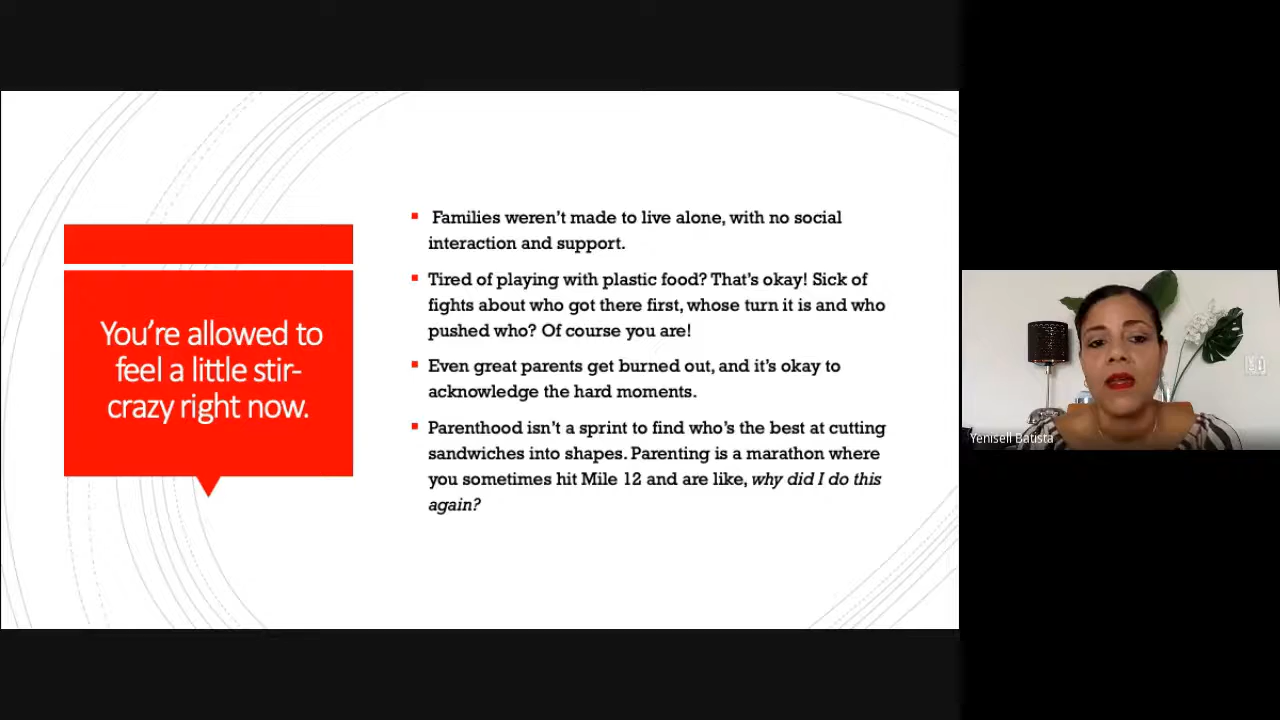 You’re allowed to
feel a little stir-
crazy right now.
Families weren’t made to live alone, with no social
interaction and support.
Tired of playing with plastic food? That’s okay! Sick of
fights about who got there first, whose turn it is and who
pushed who? Of course you are!
Even great parents get burned out, and it’s okay to
acknowledge the hard moments.
Parenthood isn’t a sprint to find who’s the best at cutting
sandwiches into shapes. Parenting is a marathon where
you sometimes hit Mile 12 and are like, why did I do this
again?
Yenisell Batista